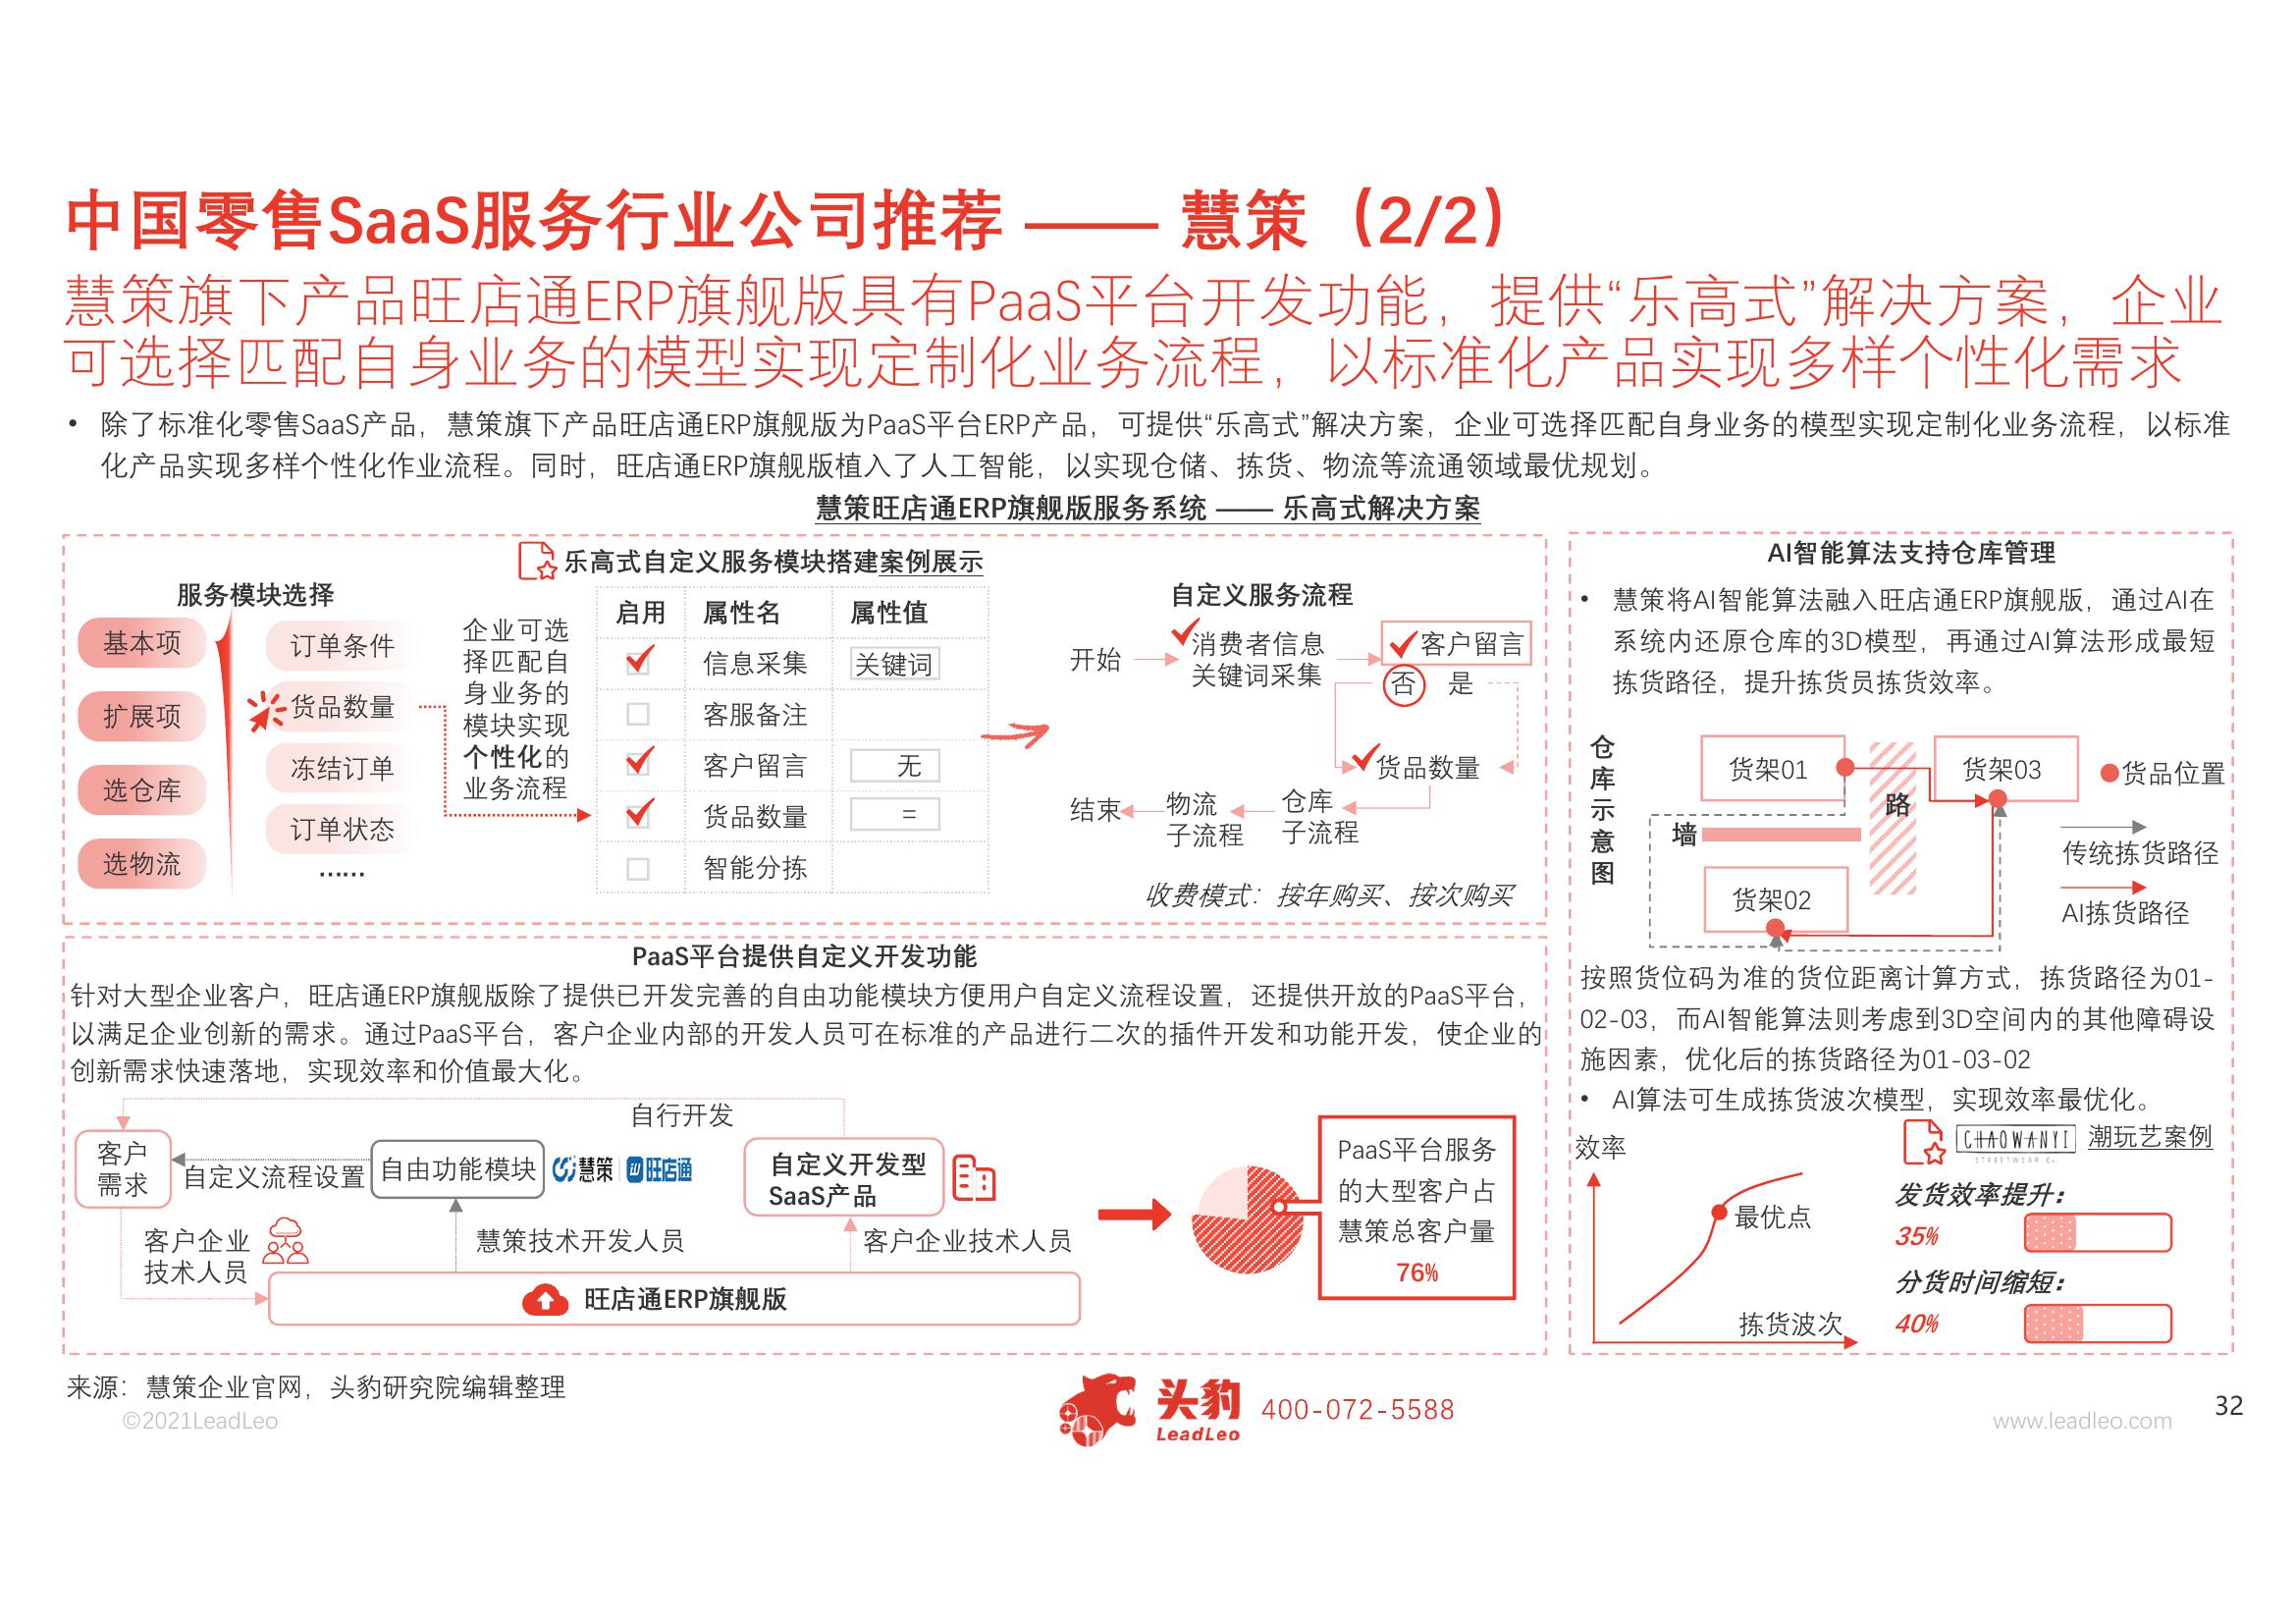 中国零售SaaS服务行业公司推荐 —— 慧策（2/2）
慧策旗下产品旺店通ERP旗舰版具有PaaS平台开发功能，提供“乐高式”解决方案，企业
可选择匹配自身业务的模型实现定制化业务流程，以标准化产品实现多样个性化需求
• 除了标准化零售SaaS产品，慧策旗下产品旺店通ERP旗舰版为PaaS平台ERP产品，可提供“乐高式”解决方案，企业可选择匹配自身业务的模型实现定制化业务流程，以标准
化产品实现多样个性化作业流程。同时，旺店通ERP旗舰版植入了人工智能，以实现仓储、拣货、物流等流通领域最优规划。
慧策旺店通ERP旗舰版服务系统 —— 乐高式解决方案
乐高式自定义服务模块搭建案例展示
服务模块选择
基本项
扩展项
选仓库
选物流
订单条件
货品数量
冻结订单
订单状态
......
企业可选
择匹配自
身业务的
模块实现
个性化的
业务流程
启用 属性名 属性值
信息采集 关键词
客服备注
客户留言 无
货品数量 =
智能分拣
自定义服务流程
开始
消费者信息
关键词采集
客户留言
否 是
货品数量
仓库
子流程
物流
子流程
结束
收费模式：按年购买、按次购买
PaaS平台提供自定义开发功能
针对大型企业客户，旺店通ERP旗舰版除了提供已开发完善的自由功能模块方便用户自定义流程设置，还提供开放的PaaS平台，
以满足企业创新的需求。通过PaaS平台，客户企业内部的开发人员可在标准的产品进行二次的插件开发和功能开发，使企业的
创新需求快速落地，实现效率和价值最大化。
自行开发
客户
需求
自定义流程设置
自由功能模块
慧策 旺店通
自定义开发型
SaaS产品
客户企业
技术人员
慧策技术开发人员
客户企业技术人员
旺店通ERP旗舰版
PaaS平台服务
的大型客户占
慧策总客户量
76%
AI智能算法支持仓库管理
• 慧策将AI智能算法融入旺店通ERP旗舰版，通过AI在
系统内还原仓库的3D模型，再通过AI算法形成最短
拣货路径，提升拣货员拣货效率。
仓库示意图
货架01
货架03
货品位置
路
墙
货架02
传统拣货路径
AI拣货路径
按照货位码为准的货位距离计算方式，拣货路径为01-
02-03，而AI智能算法则考虑到3D空间内的其他障碍设
施因素，优化后的拣货路径为01-03-02
• AI算法可生成拣货波次模型，实现效率最优化。
效率
最优点
拣货波次
CHAOWANYI 潮玩艺案例
发货效率提升：
35%
分货时间缩短：
40%
来源：慧策企业官网，头豹研究院编辑整理
©2021LeadLeo
头豹
LeadLeo
400-072-5588
www.leadleo.com
32